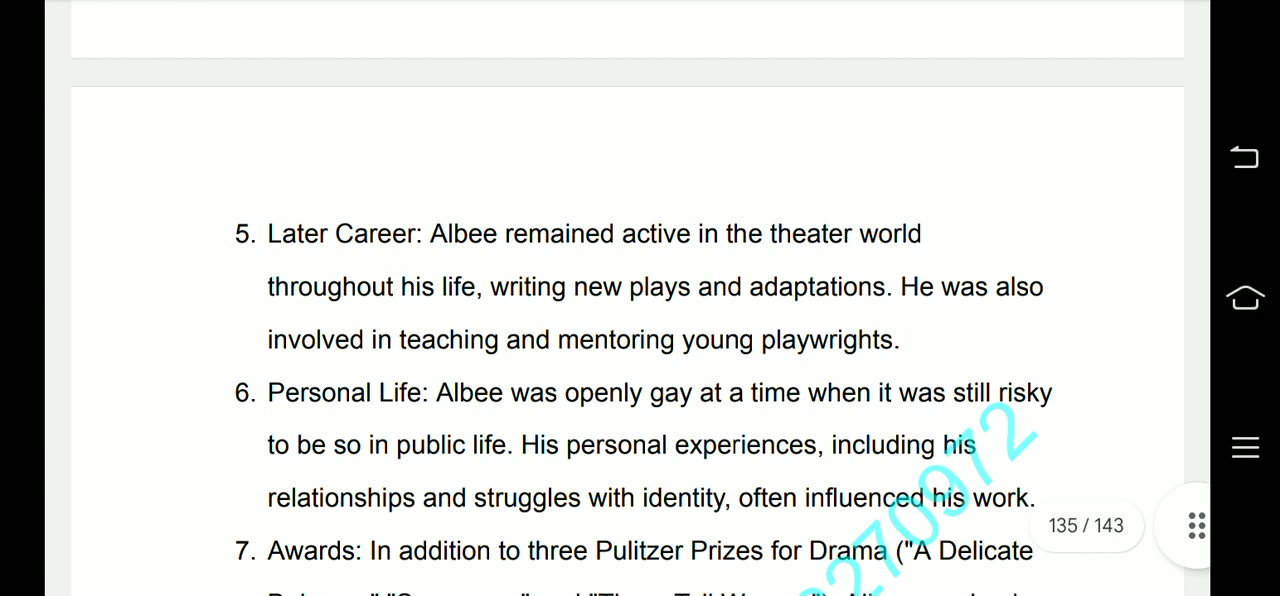 5. Later Career: Albee remained active in the theater world
throughout his life, writing new plays and adaptations. He was also
involved in teaching and mentoring young playwrights.
6. Personal Life: Albee was openly gay at a time when it was still risky
to be so in public life. His personal experiences, including his
relationships and struggles with identity, often influenced his work.
135 / 143
7. Awards: In addition to three Pulitzer Prizes for Drama ("A Delicate
270972